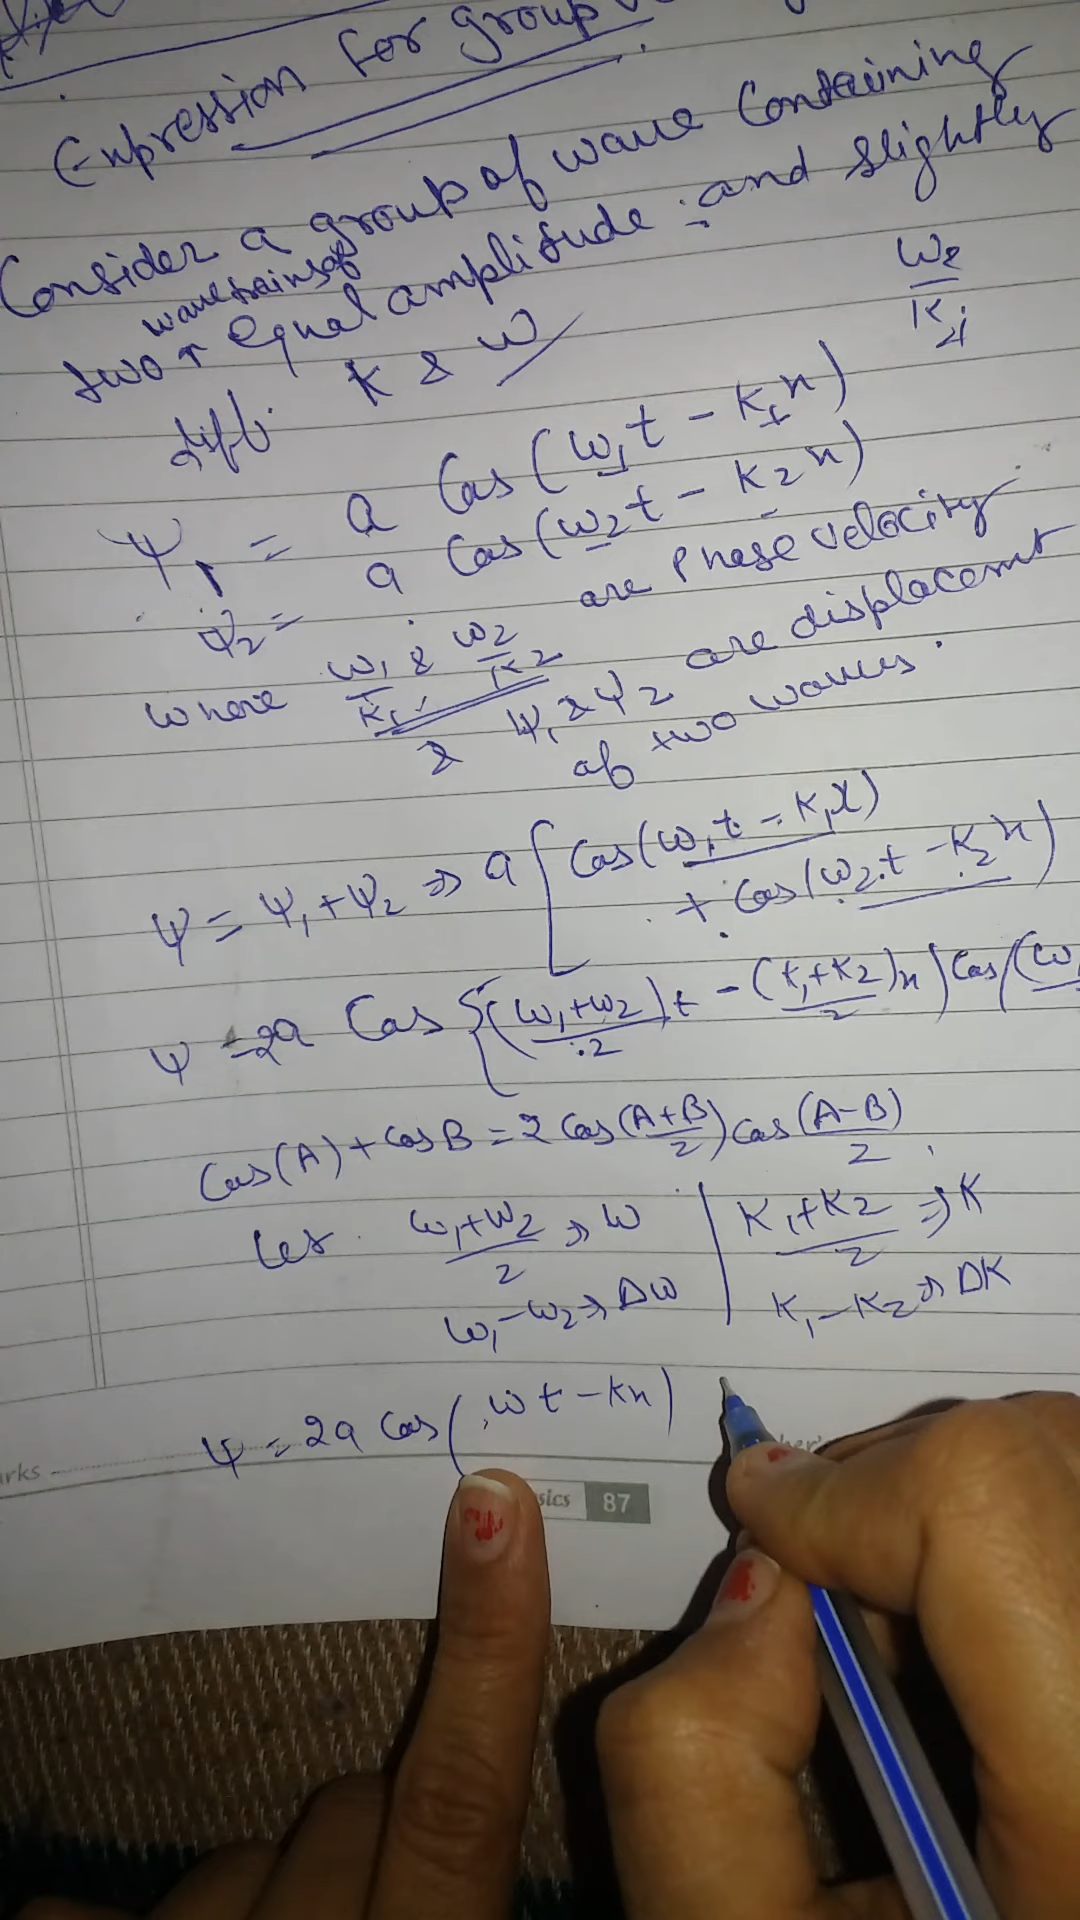 Expression for group
Consider a group of wave Containing
wave trains of
two equal amplitude and slightly
diff. K & ω
ω2
K2
Ψ1 = a Cos(ω1t - K1x)
Ψ2 = a Cos(ω2t - K2x)
where ω1/K1 & ω2/K2 are Phase velocity
& Ψ1 & Ψ2 are displacemnt
of two waves.
Ψ = Ψ1 + Ψ2 ⇒ a [Cos(ω1t - K1x)
+ Cos(ω2t - K2x)
Ψ = 2a Cos {(ω1+ω2)/2 t - (K1+K2)/2 x) Cos((ω
Cos(A) + Cos B = 2 Cos(A+B)/2) Cos(A-B)/2
Let ω1+ω2/2 ⇒ ω | K1+K2/2 ⇒ K
ω1-ω2 ⇒ Δω | K1-K2 ⇒ ΔK
Ψ = 2a Cos(ωt - Kx)
arks
sics 87